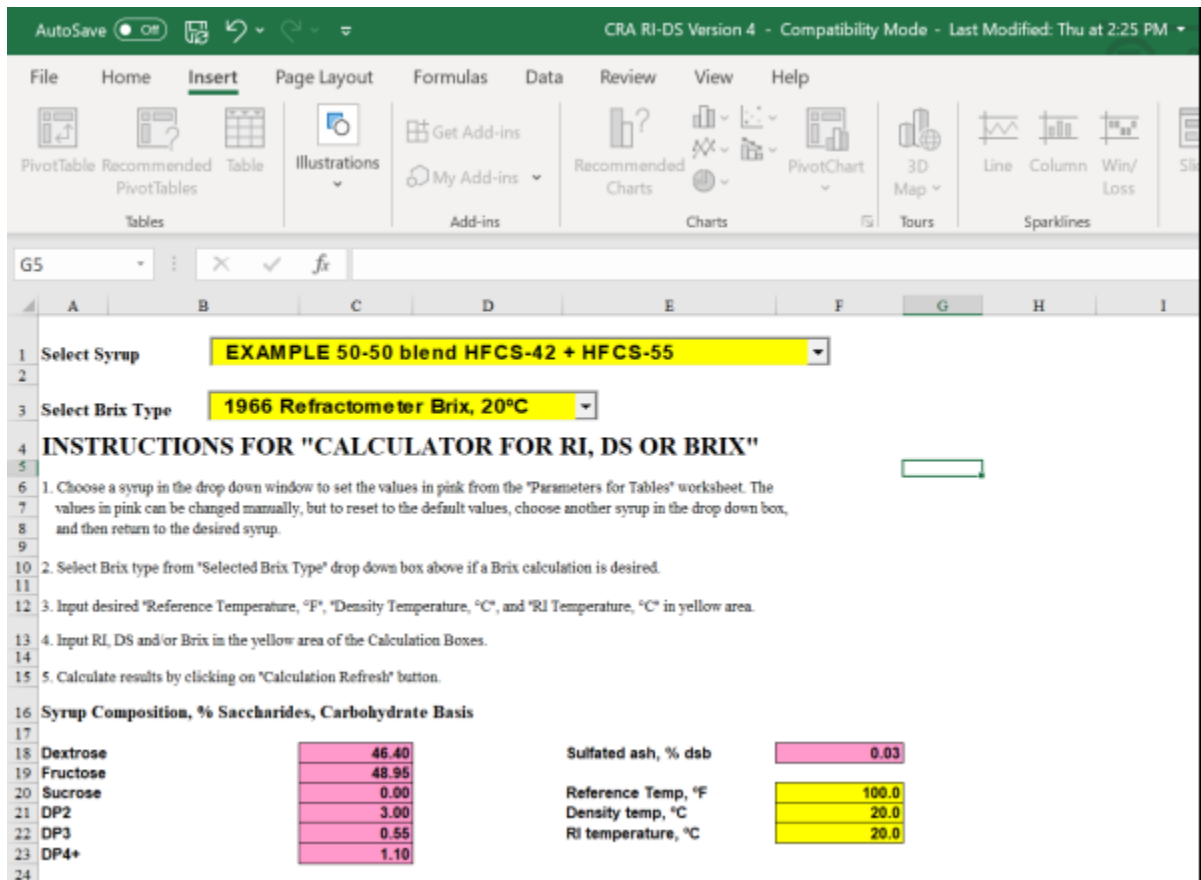 AutoSave Off CRA RI-DS Version 4 - Compatibility Mode - Last Modified: Thu at 2:25 PM
File Home Insert Page Layout Formulas Data Review View Help
PivotTable Recommended PivotTables Table
Illustrations
Get Add-ins
My Add-ins
Recommended Charts
PivotChart
3D Map
Line Column Win/Loss
Tables Add-ins Charts Tours Sparklines
G5 fx
A B C D E F G H I
1 Select Syrup EXAMPLE 50-50 blend HFCS-42 + HFCS-55
2
3 Select Brix Type 1966 Refractometer Brix, 20ºC
4 INSTRUCTIONS FOR "CALCULATOR FOR RI, DS OR BRIX"
5
6 1. Choose a syrup in the drop down window to set the values in pink from the "Parameters for Tables" worksheet. The
7 values in pink can be changed manually, but to reset to the default values, choose another syrup in the drop down box,
8 and then return to the desired syrup.
9
10 2. Select Brix type from "Selected Brix Type" drop down box above if a Brix calculation is desired.
11
12 3. Input desired "Reference Temperature, °F", "Density Temperature, °C", and "RI Temperature, °C" in yellow area.
13 4. Input RI, DS and/or Brix in the yellow area of the Calculation Boxes.
14
15 5. Calculate results by clicking on "Calculation Refresh" button.
16 Syrup Composition, % Saccharides, Carbohydrate Basis
17
18 Dextrose 46.40 Sulfated ash, % dsb 0.03
19 Fructose 48.95
20 Sucrose 0.00 Reference Temp, ºF 100.0
21 DP2 3.00 Density temp, ºC 20.0
22 DP3 0.55 RI temperature, ºC 20.0
23 DP4+ 1.10
24